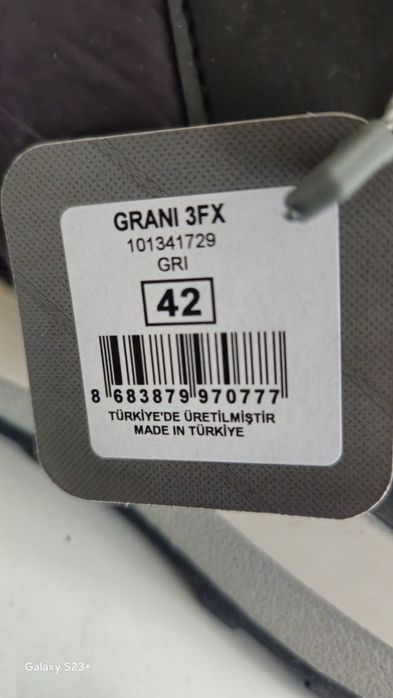 GRANI 3FX
101341729
GRI
42
8 683879 970777
TÜRKİYE'DE ÜRETİLMİŞTİR
MADE IN TÜRKİYE
Galaxy S23+